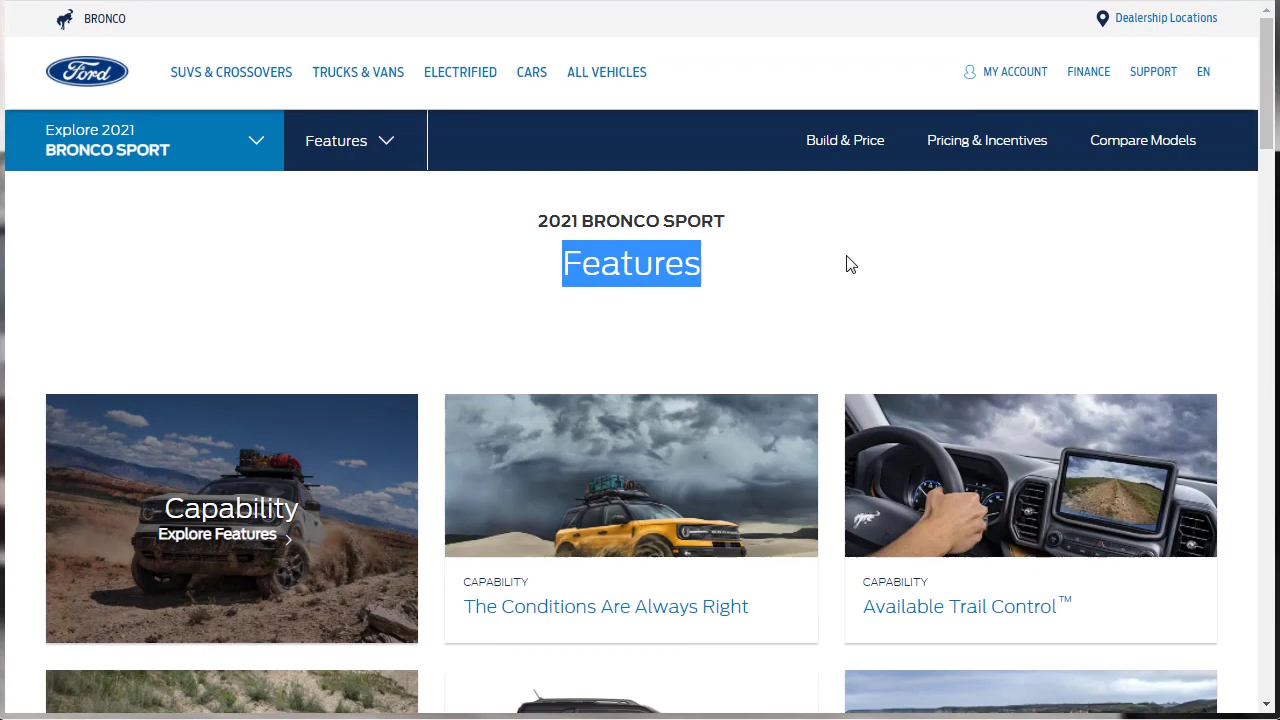 BRONCO
Dealership Locations
Ford
SUVS & CROSSOVERS
TRUCKS & VANS
ELECTRIFIED
CARS
ALL VEHICLES
MY ACCOUNT
FINANCE
SUPPORT
EN
Explore 2021
BRONCO SPORT
Features
Build & Price
Pricing & Incentives
Compare Models
2021 BRONCO SPORT
Features
Capability
Explore Features
CAPABILITY
The Conditions Are Always Right
CAPABILITY
Available Trail Control™